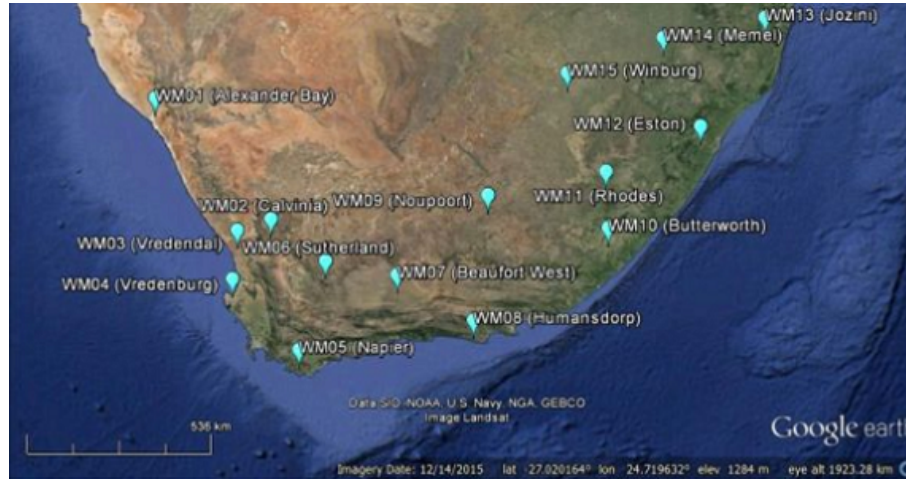 WM13 (Jozini)
WM14 (Memel)
WM15 (Winburg)
WM01 (Alexander Bay)
WM12 (Eston)
WM11 (Rhodes)
WM09 (Noupoort)
WM02 (Calvinia)
WM10 (Butterworth)
WM03 (Vredendal)
WM06 (Sutherland)
WM07 (Beaufort West)
WM04 (Vredenburg)
WM08 (Humansdorp)
WM05 (Napier)
Data SIO, NOAA, U.S. Navy, NGA, GEBCO
Image Landsat
536 km
Google earth
Imagery Date: 12/14/2015 lat -27.020164° lon 24.719632° elev 1284 m eye alt 1923.28 km